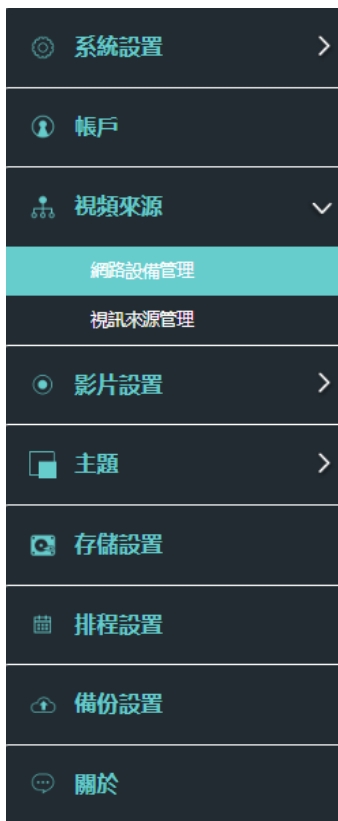 系統設置
帳戶
視頻來源
網路設備管理
視訊來源管理
影片設置
主題
存儲設置
排程設置
備份設置
關於